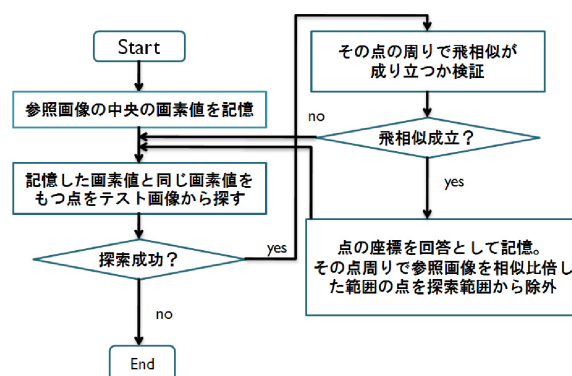 Start
参照画像の中央の画素値を記憶
記憶した画素値と同じ画素値を
もつ点をテスト画像から探す
探索成功？
yes
no
End
その点の周りで飛相似が
成り立つか検証
飛相似成立？
no
yes
点の座標を回答として記憶。
その点周りで参照画像を相似比倍し
た範囲の点を探索範囲から除外